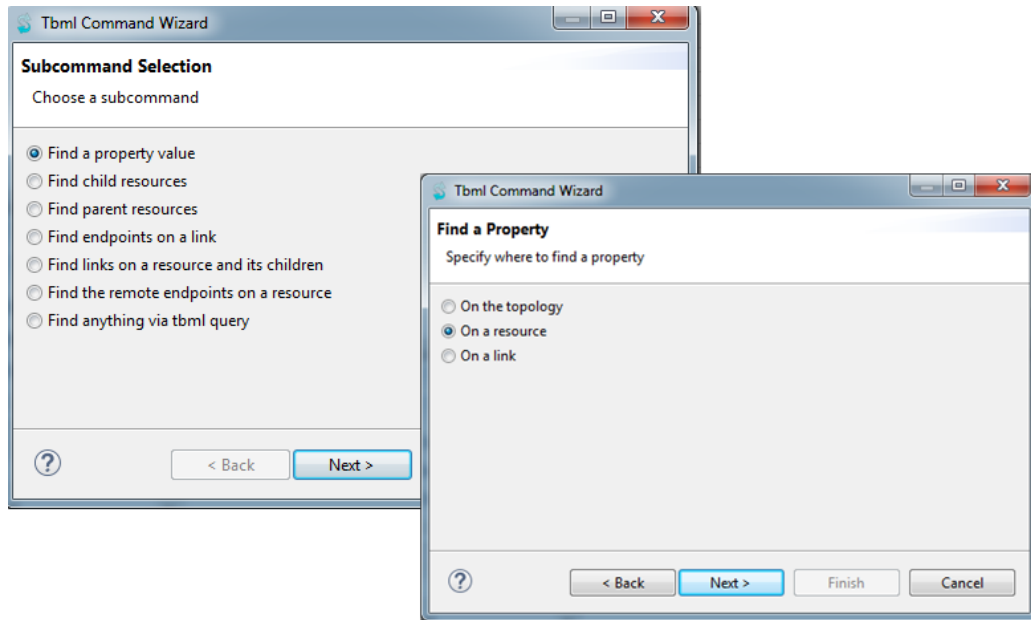 Tbml Command Wizard
Subcommand Selection
Choose a subcommand
Find a property value
Find child resources
Find parent resources
Find endpoints on a link
Find links on a resource and its children
Find the remote endpoints on a resource
Find anything via tbml query
? < Back Next >
Tbml Command Wizard
Find a Property
Specify where to find a property
On the topology
On a resource
On a link
? < Back Next > Finish Cancel